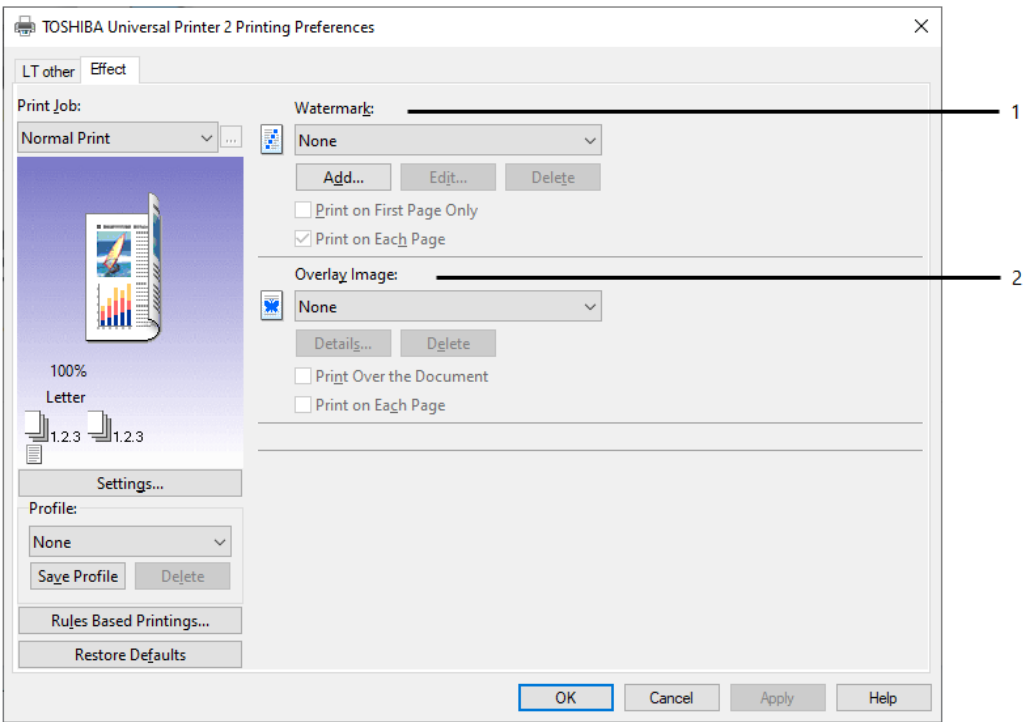 TOSHIBA Universal Printer 2 Printing Preferences
LT other Effect
Print Job:
Normal Print ...
100%
Letter
1.2.3 1.2.3
Settings...
Profile:
None
Save Profile Delete
Rules Based Printings...
Restore Defaults
Watermark: 1
None
Add... Edit... Delete
Print on First Page Only
Print on Each Page
Overlay Image: 2
None
Details... Delete
Print Over the Document
Print on Each Page
OK Cancel Apply Help